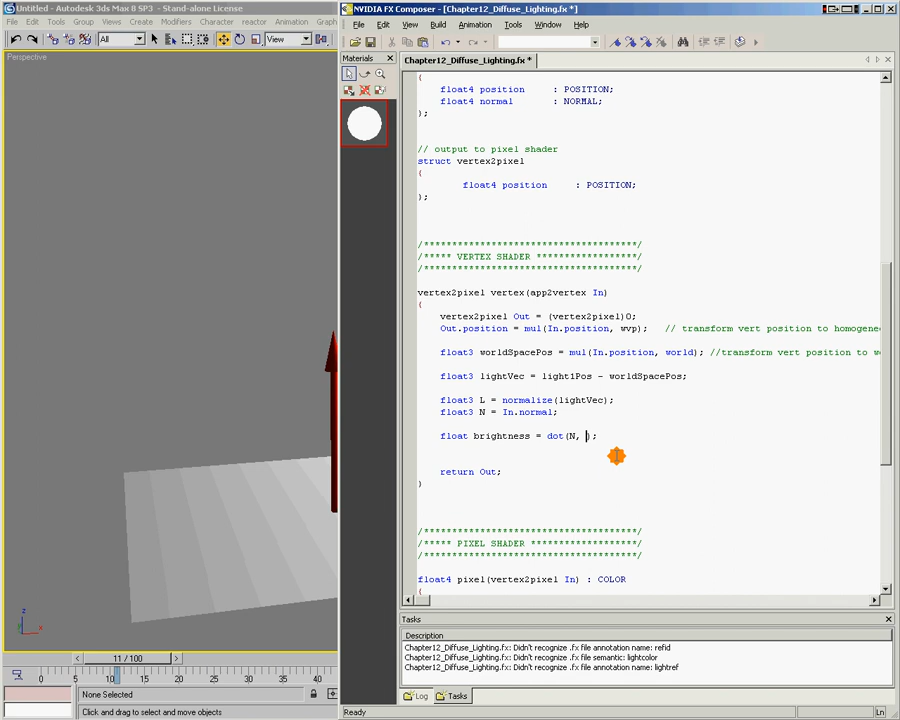 Untitled - Autodesk 3ds Max 8 SP3 - Stand-alone License
File Edit Tools Group Views Create Modifiers Character reactor Animation Graph
All
View
Perspective
z
x
11 / 100
0 5 10 15 20 25 30 35 40
None Selected
Click and drag to select and move objects
NVIDIA FX Composer - [Chapter12_Diffuse_Lighting.fx *]
File Edit View Build Animation Tools Window Help
Materials
Chapter12_Diffuse_Lighting.fx *
{
float4 position : POSITION;
float4 normal : NORMAL;
};
// output to pixel shader
struct vertex2pixel
{
float4 position : POSITION;
};
/**************************************/
/***** VERTEX SHADER ******************/
/**************************************/
vertex2pixel vertex(app2vertex In)
{
vertex2pixel Out = (vertex2pixel)0;
Out.position = mul(In.position, wvp); // transform vert position to homogene
float3 worldSpacePos = mul(In.position, world); //transform vert position to w
float3 lightVec = light1Pos - worldSpacePos;
float3 L = normalize(lightVec);
float3 N = In.normal;
float brightness = dot(N, );
return Out;
}
/**************************************/
/***** PIXEL SHADER *******************/
/**************************************/
float4 pixel(vertex2pixel In) : COLOR
{
Tasks
Description
Chapter12_Diffuse_Lighting.fx: Didn't recognize .fx file annotation name: refid
Chapter12_Diffuse_Lighting.fx: Didn't recognize .fx file semantic: lightcolor
Chapter12_Diffuse_Lighting.fx: Didn't recognize .fx file annotation name: lightref
Log Tasks
Ready
Ln